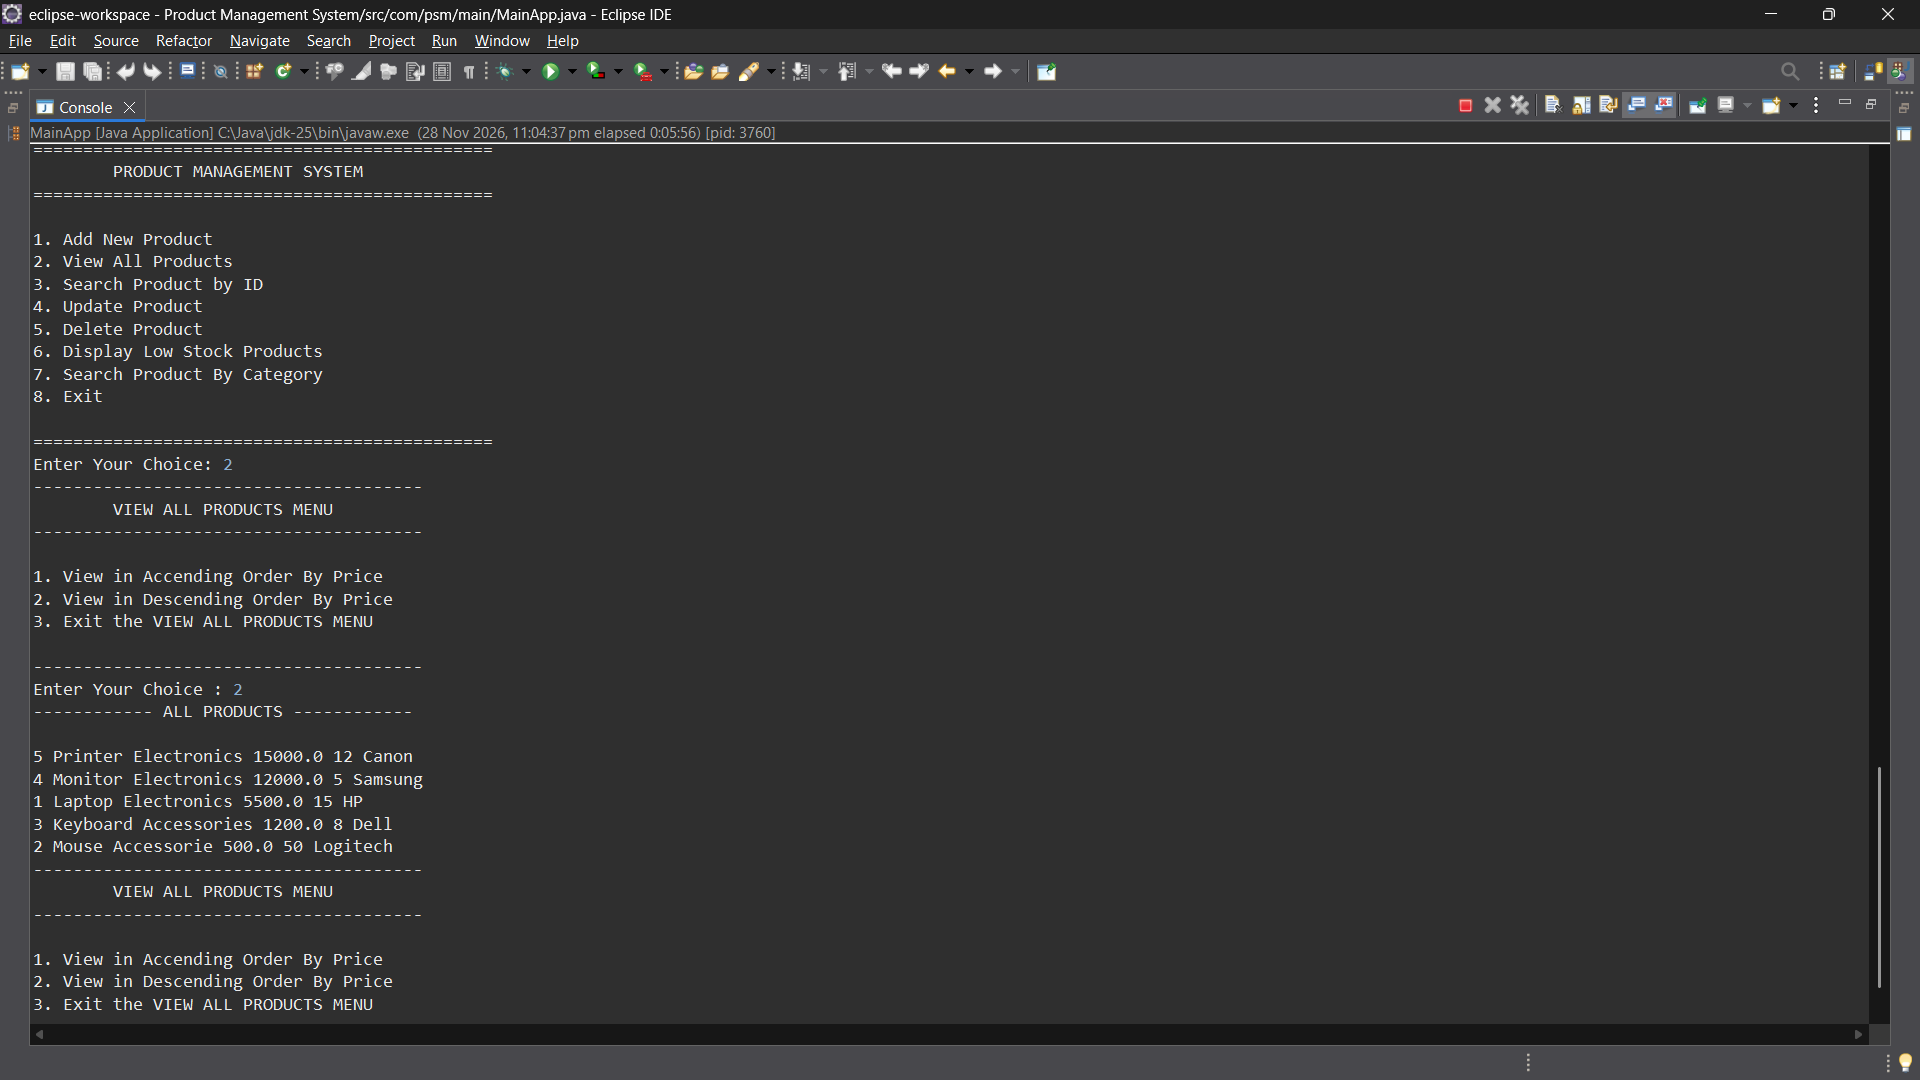 eclipse-workspace - Product Management System/src/com/psm/main/MainApp.java - Eclipse IDE
File Edit Source Refactor Navigate Search Project Run Window Help
Console
MainApp [Java Application] C:\Java\jdk-25\bin\javaw.exe (28 Nov 2026, 11:04:37 pm elapsed 0:05:56) [pid: 3760]
==============================================
PRODUCT MANAGEMENT SYSTEM
==============================================
1. Add New Product
2. View All Products
3. Search Product by ID
4. Update Product
5. Delete Product
6. Display Low Stock Products
7. Search Product By Category
8. Exit
==============================================
Enter Your Choice: 2
---------------------------------------
VIEW ALL PRODUCTS MENU
---------------------------------------
1. View in Accending Order By Price
2. View in Descending Order By Price
3. Exit the VIEW ALL PRODUCTS MENU
---------------------------------------
Enter Your Choice : 2
------------ ALL PRODUCTS ------------
5 Printer Electronics 15000.0 12 Canon
4 Monitor Electronics 12000.0 5 Samsung
1 Laptop Electronics 5500.0 15 HP
3 Keyboard Accessories 1200.0 8 Dell
2 Mouse Accessorie 500.0 50 Logitech
---------------------------------------
VIEW ALL PRODUCTS MENU
---------------------------------------
1. View in Accending Order By Price
2. View in Descending Order By Price
3. Exit the VIEW ALL PRODUCTS MENU